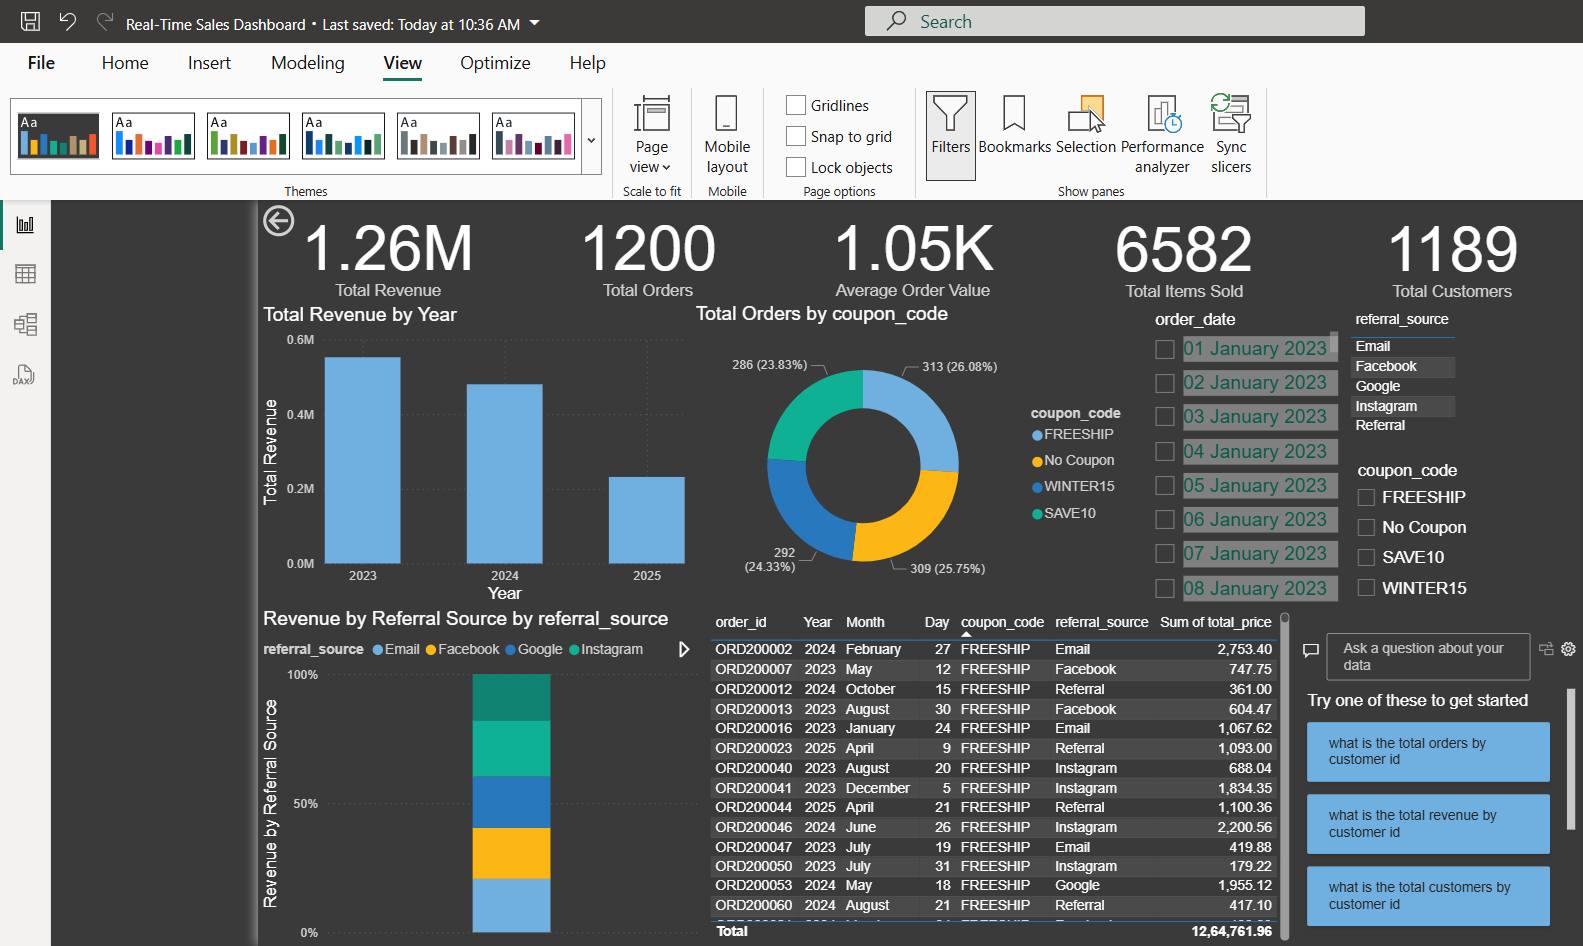 Real-Time Sales Dashboard • Last saved: Today at 10:36 AM
Search
File Home Insert Modeling View Optimize Help
Aa Aa Aa Aa Aa Aa
Themes
Page view
Scale to fit
Mobile layout
Mobile
Gridlines
Snap to grid
Lock objects
Page options
Filters
Bookmarks
Selection
Performance analyzer
Sync slicers
Show panes
DAX
1.26M
Total Revenue
1200
Total Orders
1.05K
Average Order Value
6582
Total Items Sold
1189
Total Customers
Total Revenue by Year
Total Revenue
0.6M
0.4M
0.2M
0.0M
2023 2024 2025
Year
Total Orders by coupon_code
286 (23.83%)
313 (26.08%)
292
(24.33%)
309 (25.75%)
coupon_code
FREESHIP
No Coupon
WINTER15
SAVE10
order_date
01 January 2023
02 January 2023
03 January 2023
04 January 2023
05 January 2023
06 January 2023
07 January 2023
08 January 2023
referral_source
Email
Facebook
Google
Instagram
Referral
coupon_code
FREESHIP
No Coupon
SAVE10
WINTER15
Revenue by Referral Source by referral_source
referral_source Email Facebook Google Instagram
Revenue by Referral Source
100%
50%
0%
order_id Year Month Day coupon_code referral_source Sum of total_price
ORD200002 2024 February 27 FREESHIP Email 2,753.40
ORD200007 2023 May 12 FREESHIP Facebook 747.75
ORD200012 2024 October 15 FREESHIP Referral 361.00
ORD200013 2023 August 30 FREESHIP Facebook 604.47
ORD200016 2023 January 24 FREESHIP Email 1,067.62
ORD200023 2025 April 9 FREESHIP Referral 1,093.00
ORD200040 2023 August 20 FREESHIP Instagram 688.04
ORD200041 2023 December 5 FREESHIP Instagram 1,834.35
ORD200044 2025 April 21 FREESHIP Referral 1,100.36
ORD200046 2024 June 26 FREESHIP Instagram 2,200.56
ORD200047 2023 July 19 FREESHIP Email 419.88
ORD200050 2023 July 31 FREESHIP Instagram 179.22
ORD200053 2024 May 18 FREESHIP Google 1,955.12
ORD200060 2024 August 21 FREESHIP Referral 417.10
Total 12,64,761.96
Ask a question about your
data
Try one of these to get started
what is the total orders by
customer id
what is the total revenue by
customer id
what is the total customers by
customer id